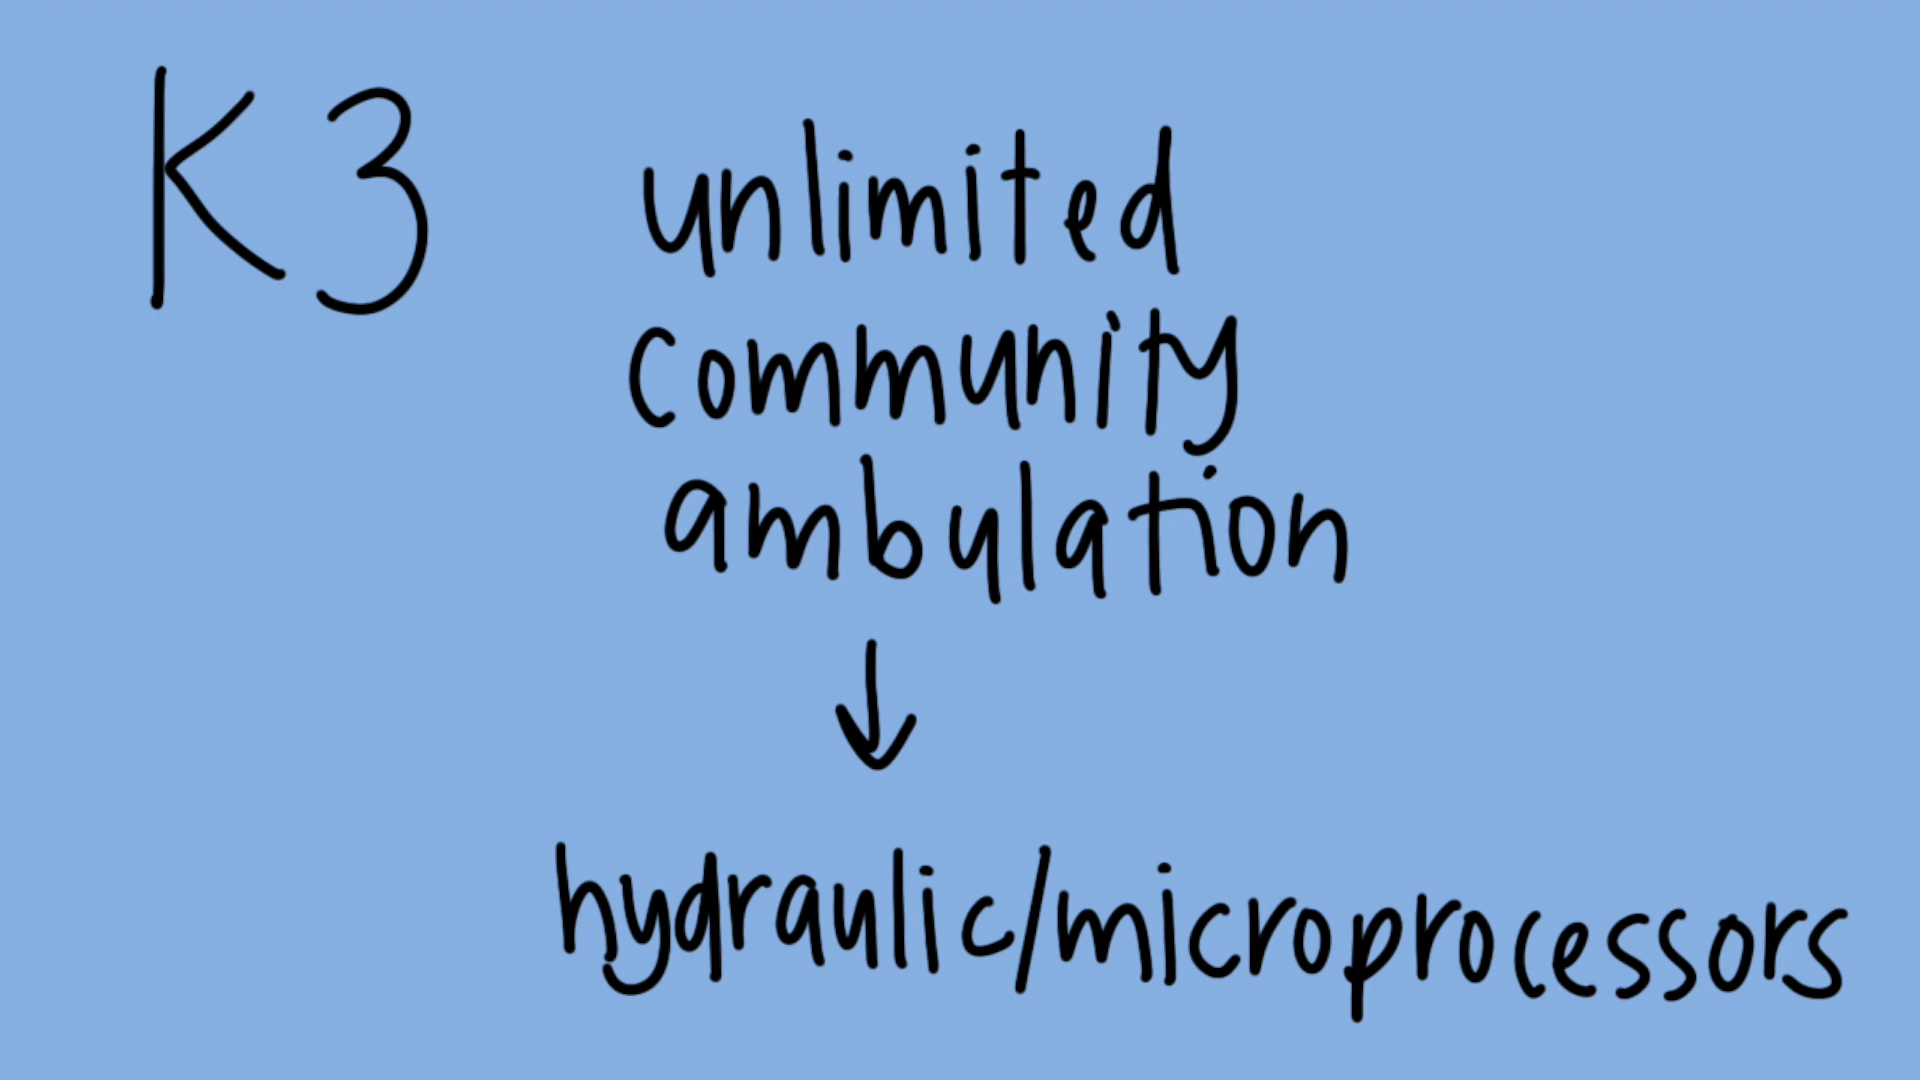 K3
unlimited
community
ambulation
↓
hydraulic/microprocessors